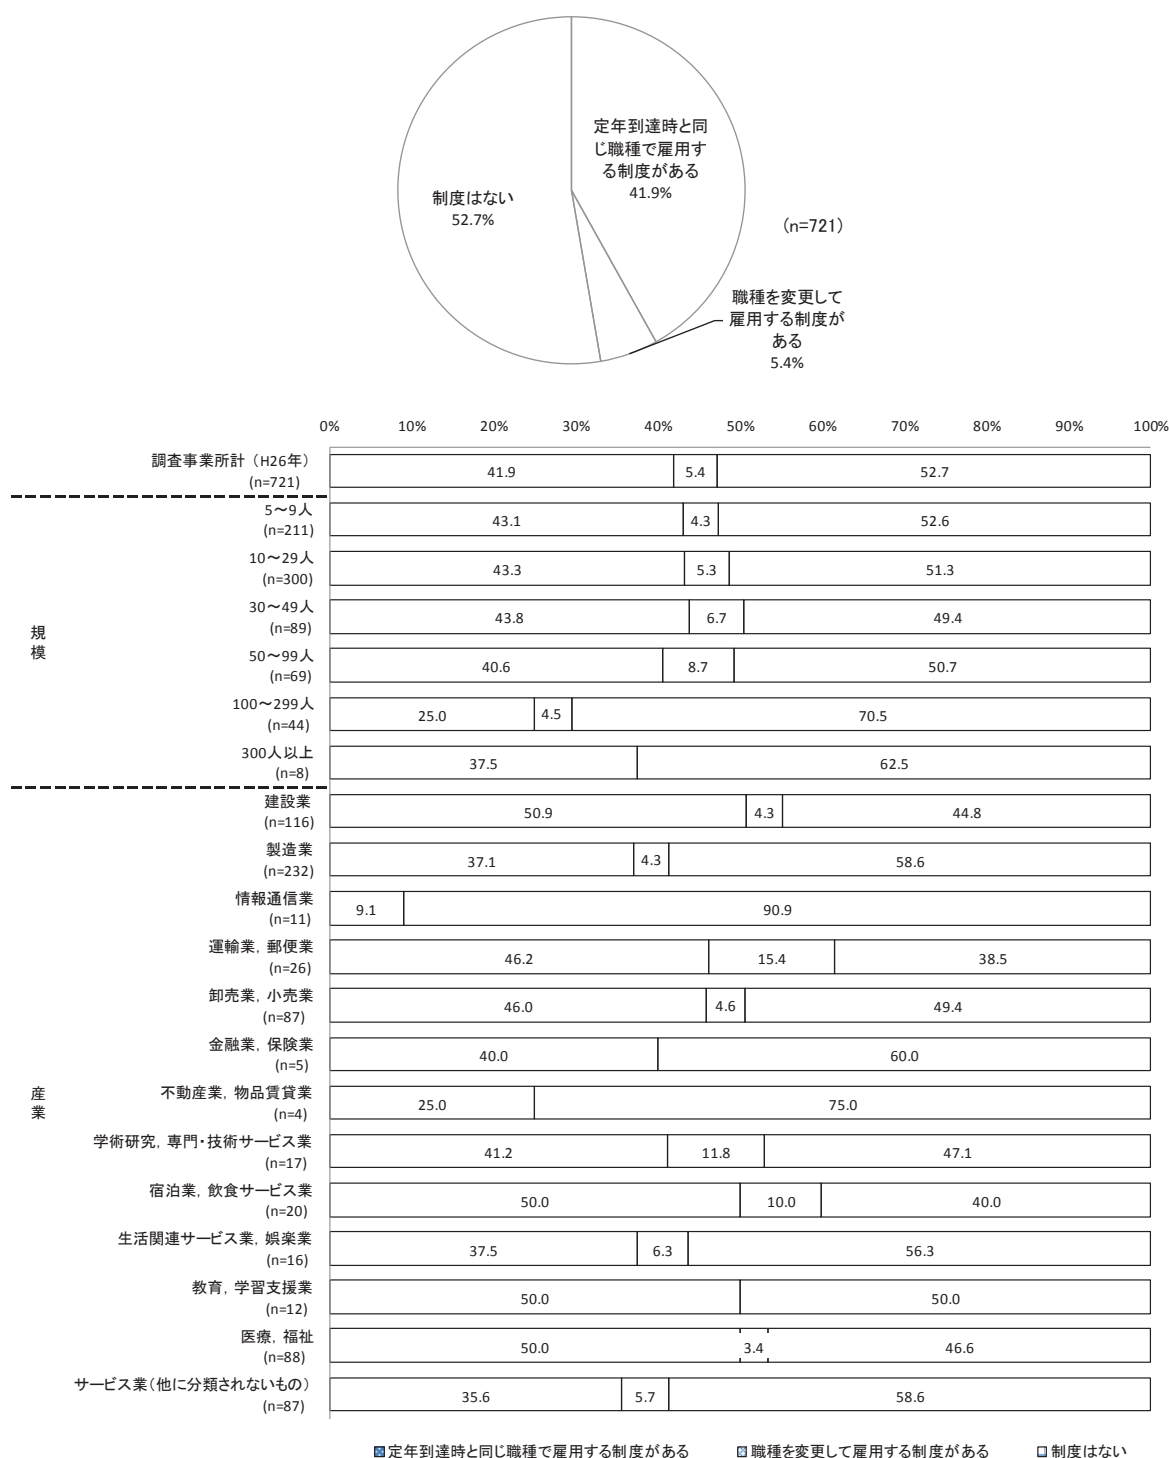 定年到達時と同
じ職種で雇用す
る制度がある
41.9%
制度はない
52.7%
(n=721)
職種を変更して
雇用する制度が
ある
5.4%
0% 10% 20% 30% 40% 50% 60% 70% 80% 90% 100%
調査事業所計（H26年）
(n=721)
41.9 5.4 52.7
規模
5～9人
(n=211)
43.1 4.3 52.6
10～29人
(n=300)
43.3 5.3 51.3
30～49人
(n=89)
43.8 6.7 49.4
50～99人
(n=69)
40.6 8.7 50.7
100～299人
(n=44)
25.0 4.5 70.5
300人以上
(n=8)
37.5 62.5
産業
建設業
(n=116)
50.9 4.3 44.8
製造業
(n=232)
37.1 4.3 58.6
情報通信業
(n=11)
9.1 90.9
運輸業，郵便業
(n=26)
46.2 15.4 38.5
卸売業，小売業
(n=87)
46.0 4.6 49.4
金融業，保険業
(n=5)
40.0 60.0
不動産業，物品賃貸業
(n=4)
25.0 75.0
学術研究，専門・技術サービス業
(n=17)
41.2 11.8 47.1
宿泊業，飲食サービス業
(n=20)
50.0 10.0 40.0
生活関連サービス業，娯楽業
(n=16)
37.5 6.3 56.3
教育，学習支援業
(n=12)
50.0 50.0
医療，福祉
(n=88)
50.0 3.4 46.6
サービス業（他に分類されないもの）
(n=87)
35.6 5.7 58.6
定年到達時と同じ職種で雇用する制度がある 職種を変更して雇用する制度がある 制度はない